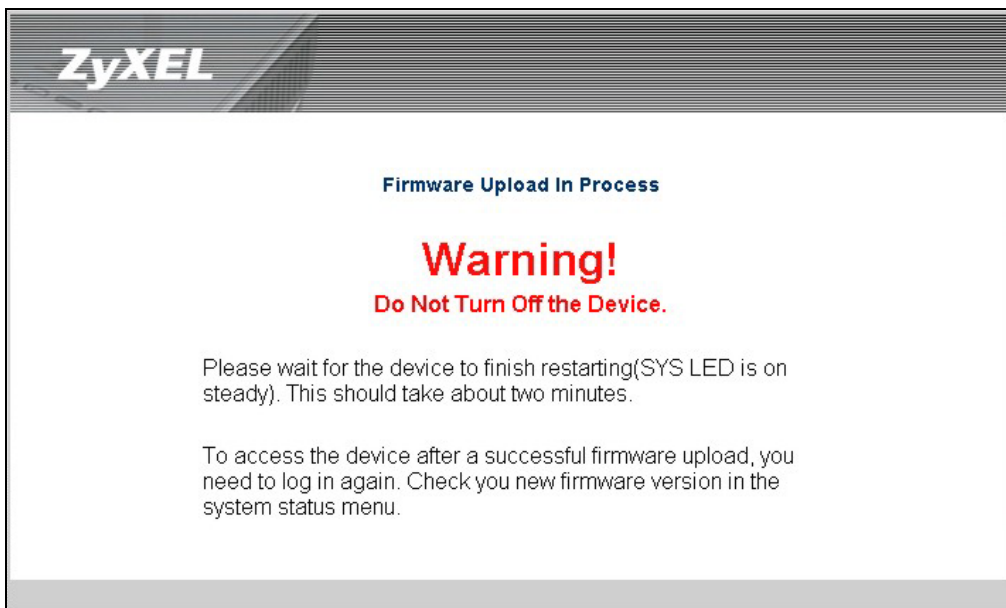 ZyXEL
Firmware Upload In Process
Warning!
Do Not Turn Off the Device.
Please wait for the device to finish restarting(SYS LED is on
steady). This should take about two minutes.
To access the device after a successful firmware upload, you
need to log in again. Check you new firmware version in the
system status menu.